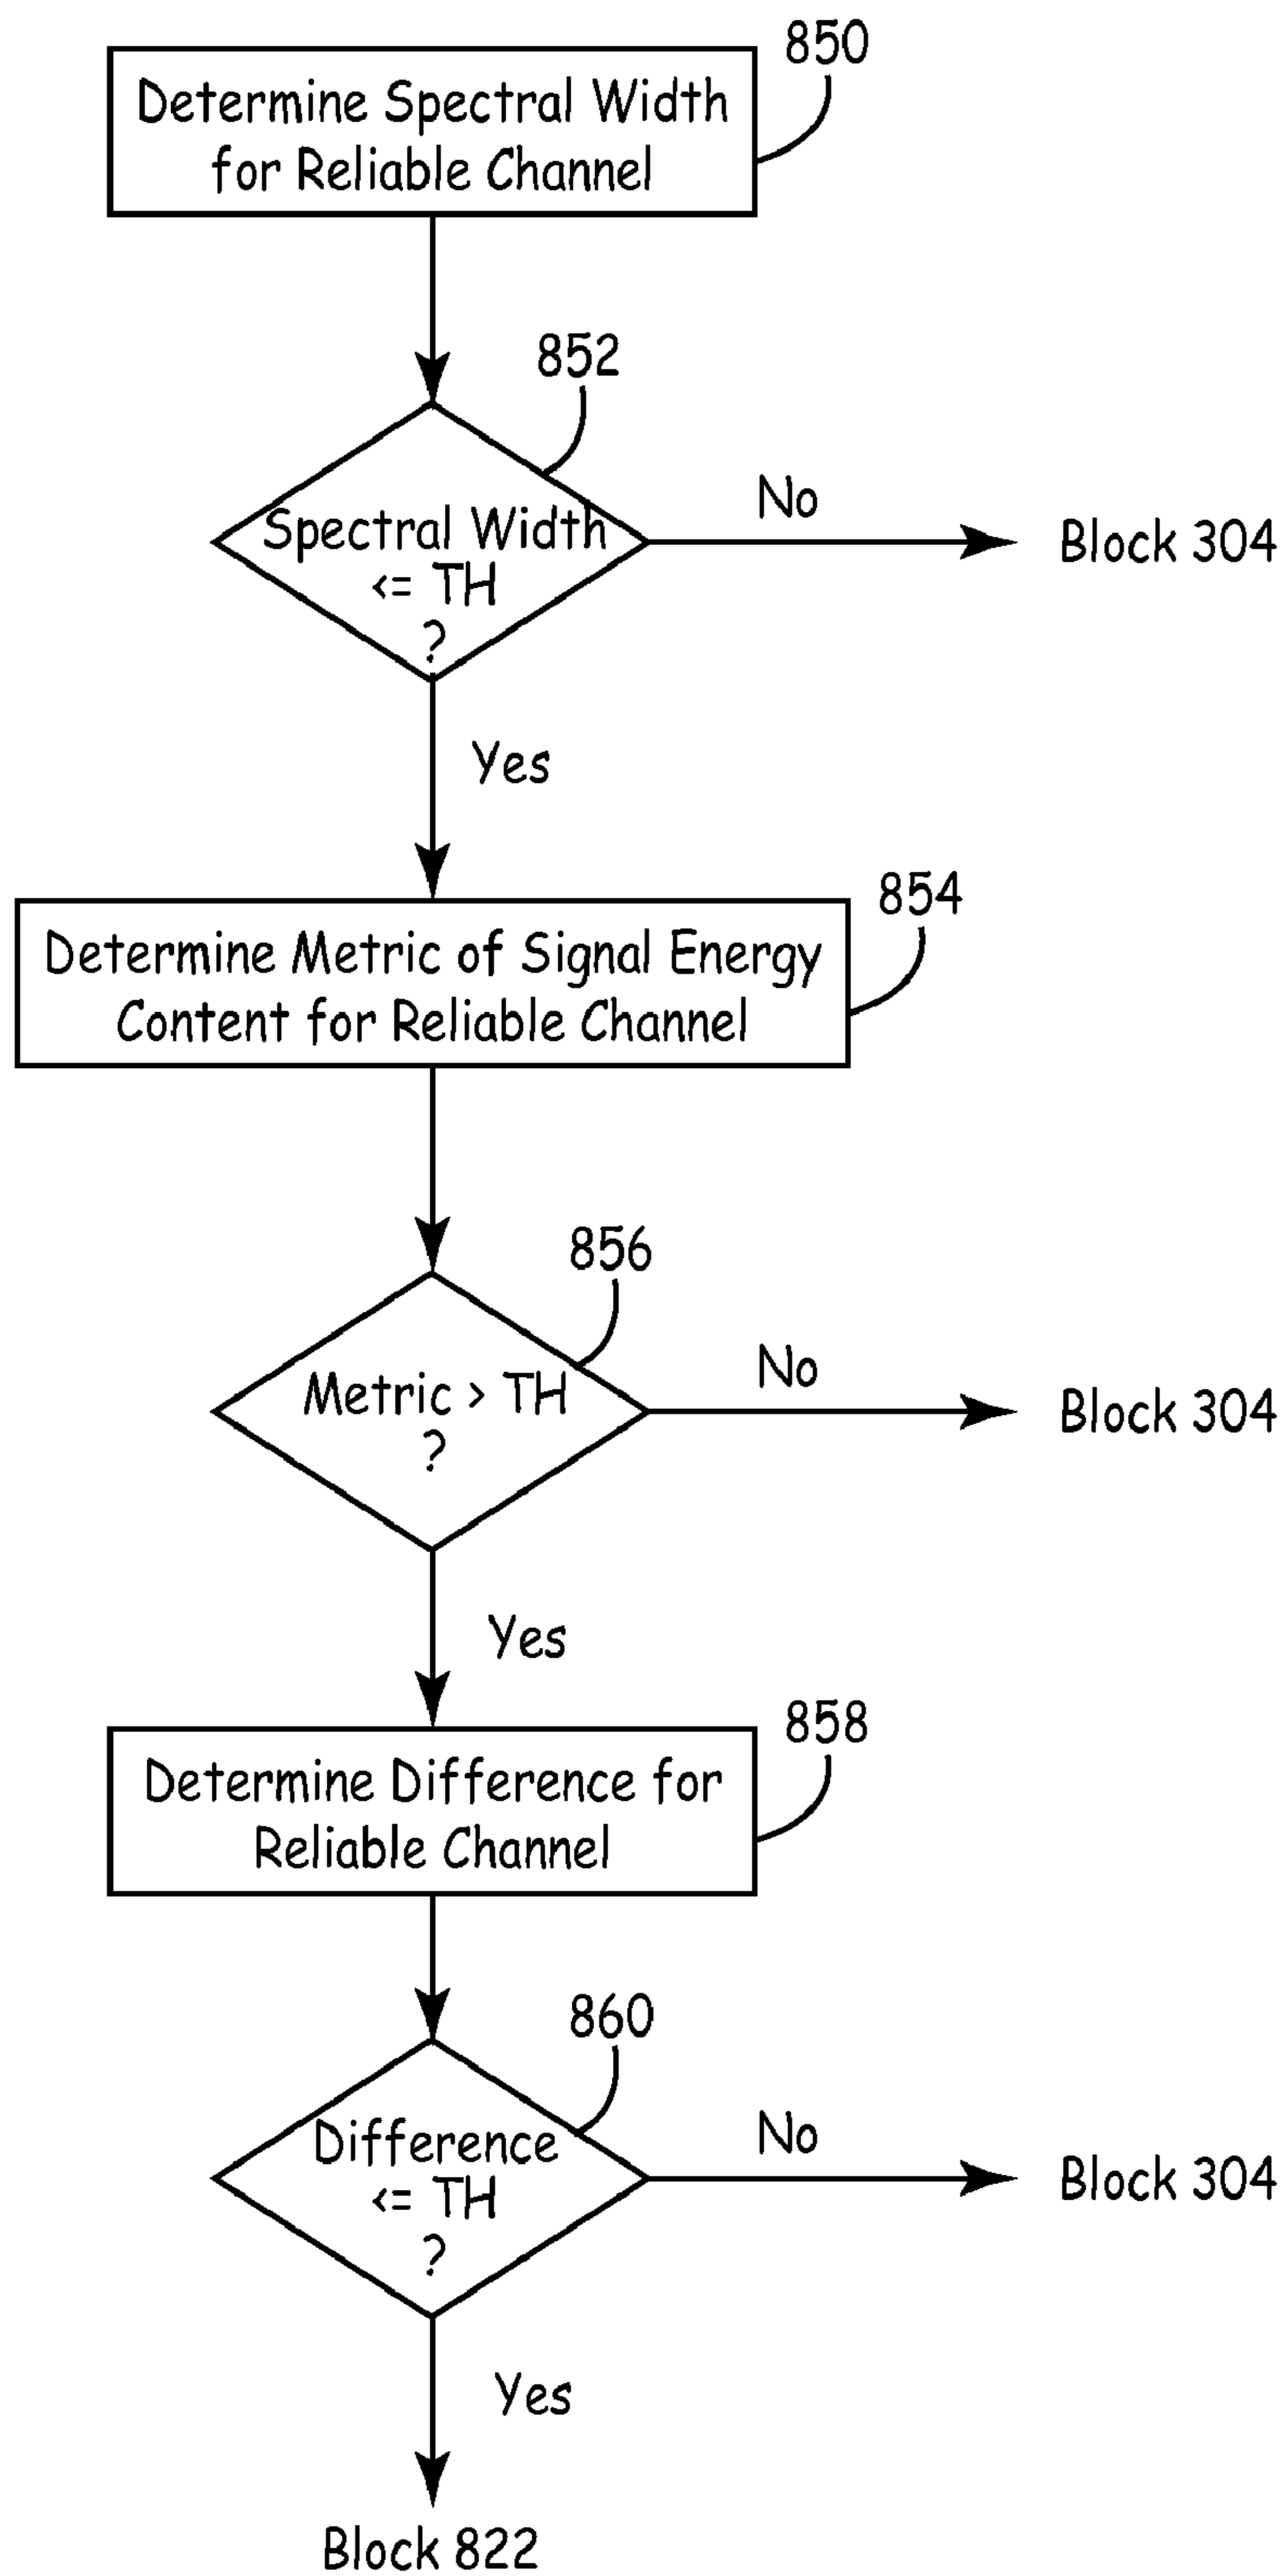 850
Determine Spectral Width
for Reliable Channel
852
Spectral Width
<= TH
?
No
Block 304
Yes
854
Determine Metric of Signal Energy
Content for Reliable Channel
856
Metric > TH
?
No
Block 304
Yes
858
Determine Difference for
Reliable Channel
860
Difference
<= TH
?
No
Block 304
Yes
Block 822